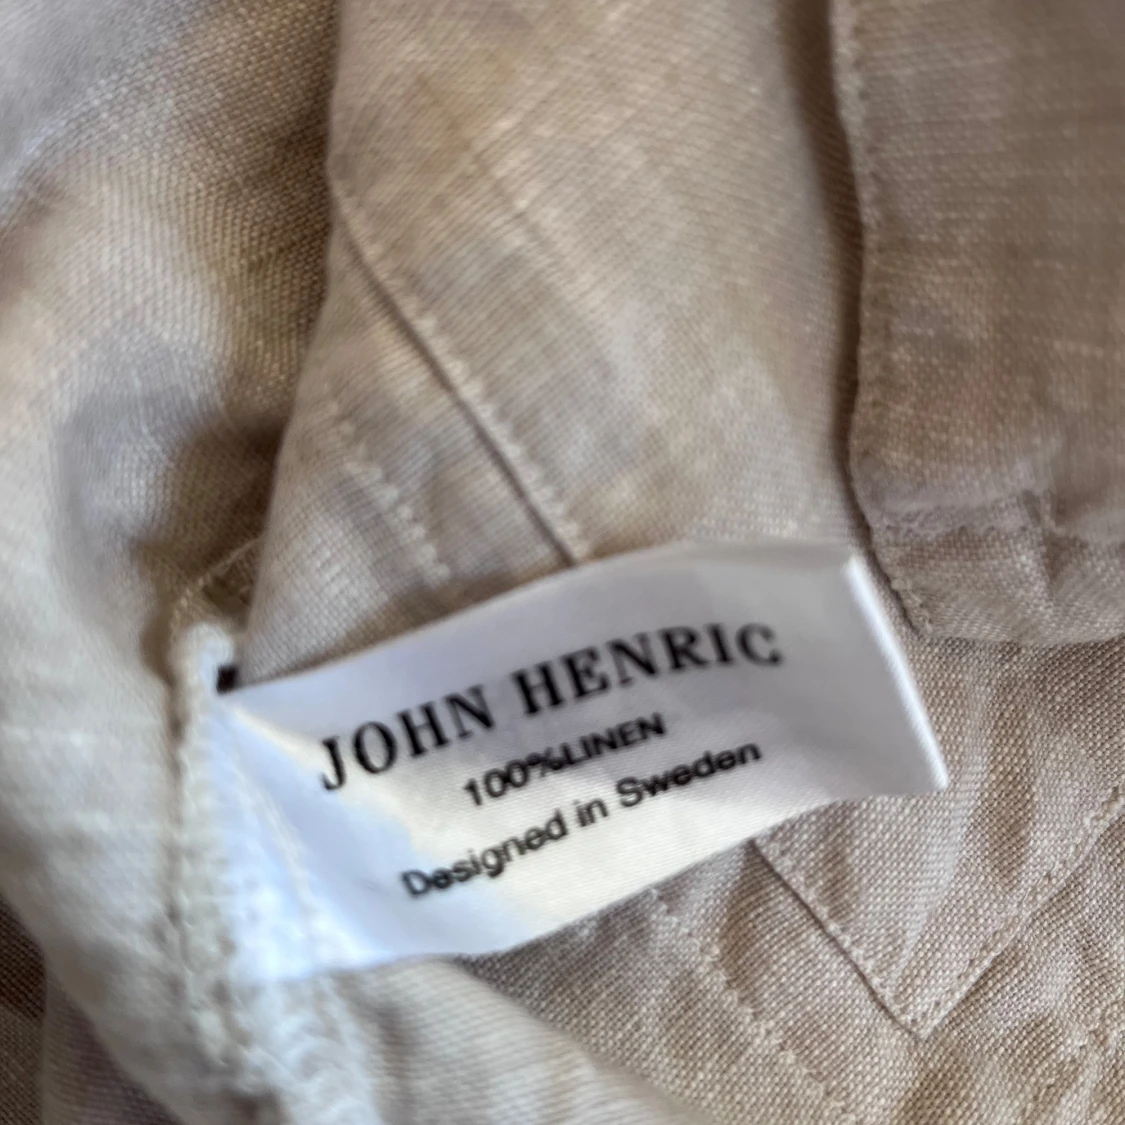 JOHN HENRIC
100%LINEN
Designed in Sweden